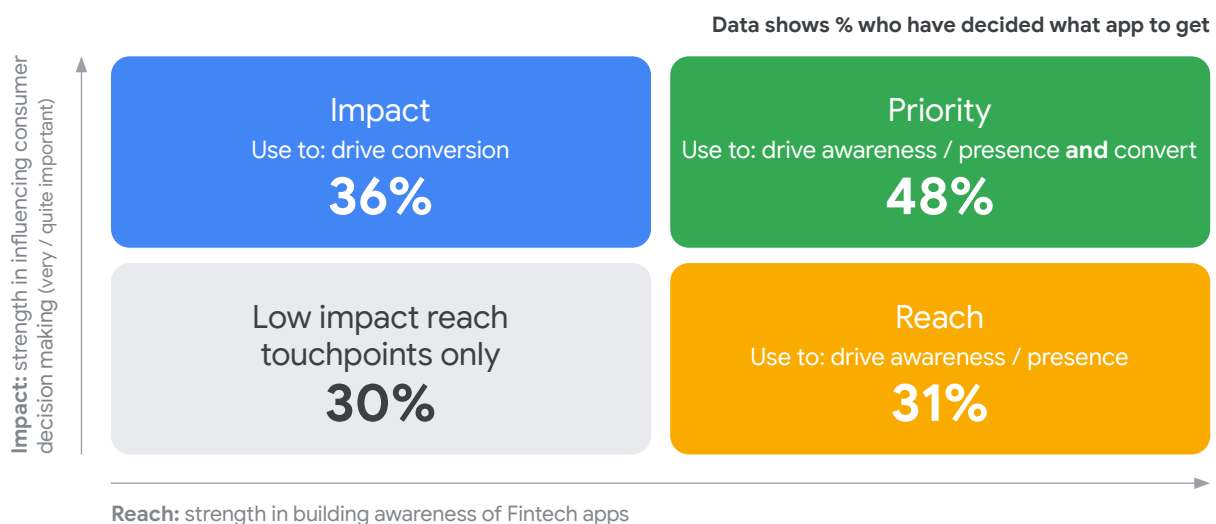 Data shows % who have decided what app to get
Impact: strength in influencing consumer
decision making (very / quite important)
Impact
Use to: drive conversion
36%
Priority
Use to: drive awareness / presence and convert
48%
Low impact reach
touchpoints only
30%
Reach
Use to: drive awareness / presence
31%
Reach: strength in building awareness of Fintech apps